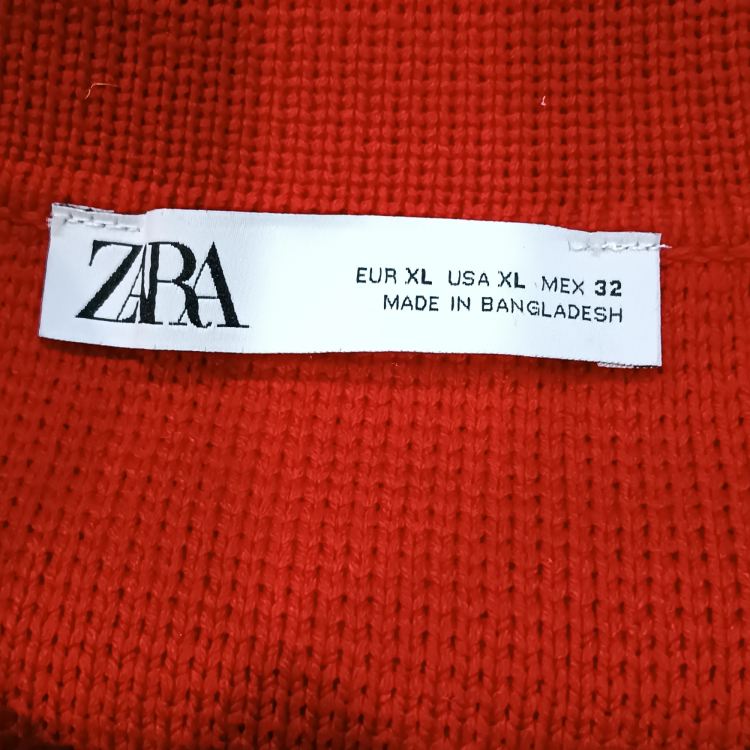 ZARA
EUR XL USA XL MEX 32
MADE IN BANGLADESH